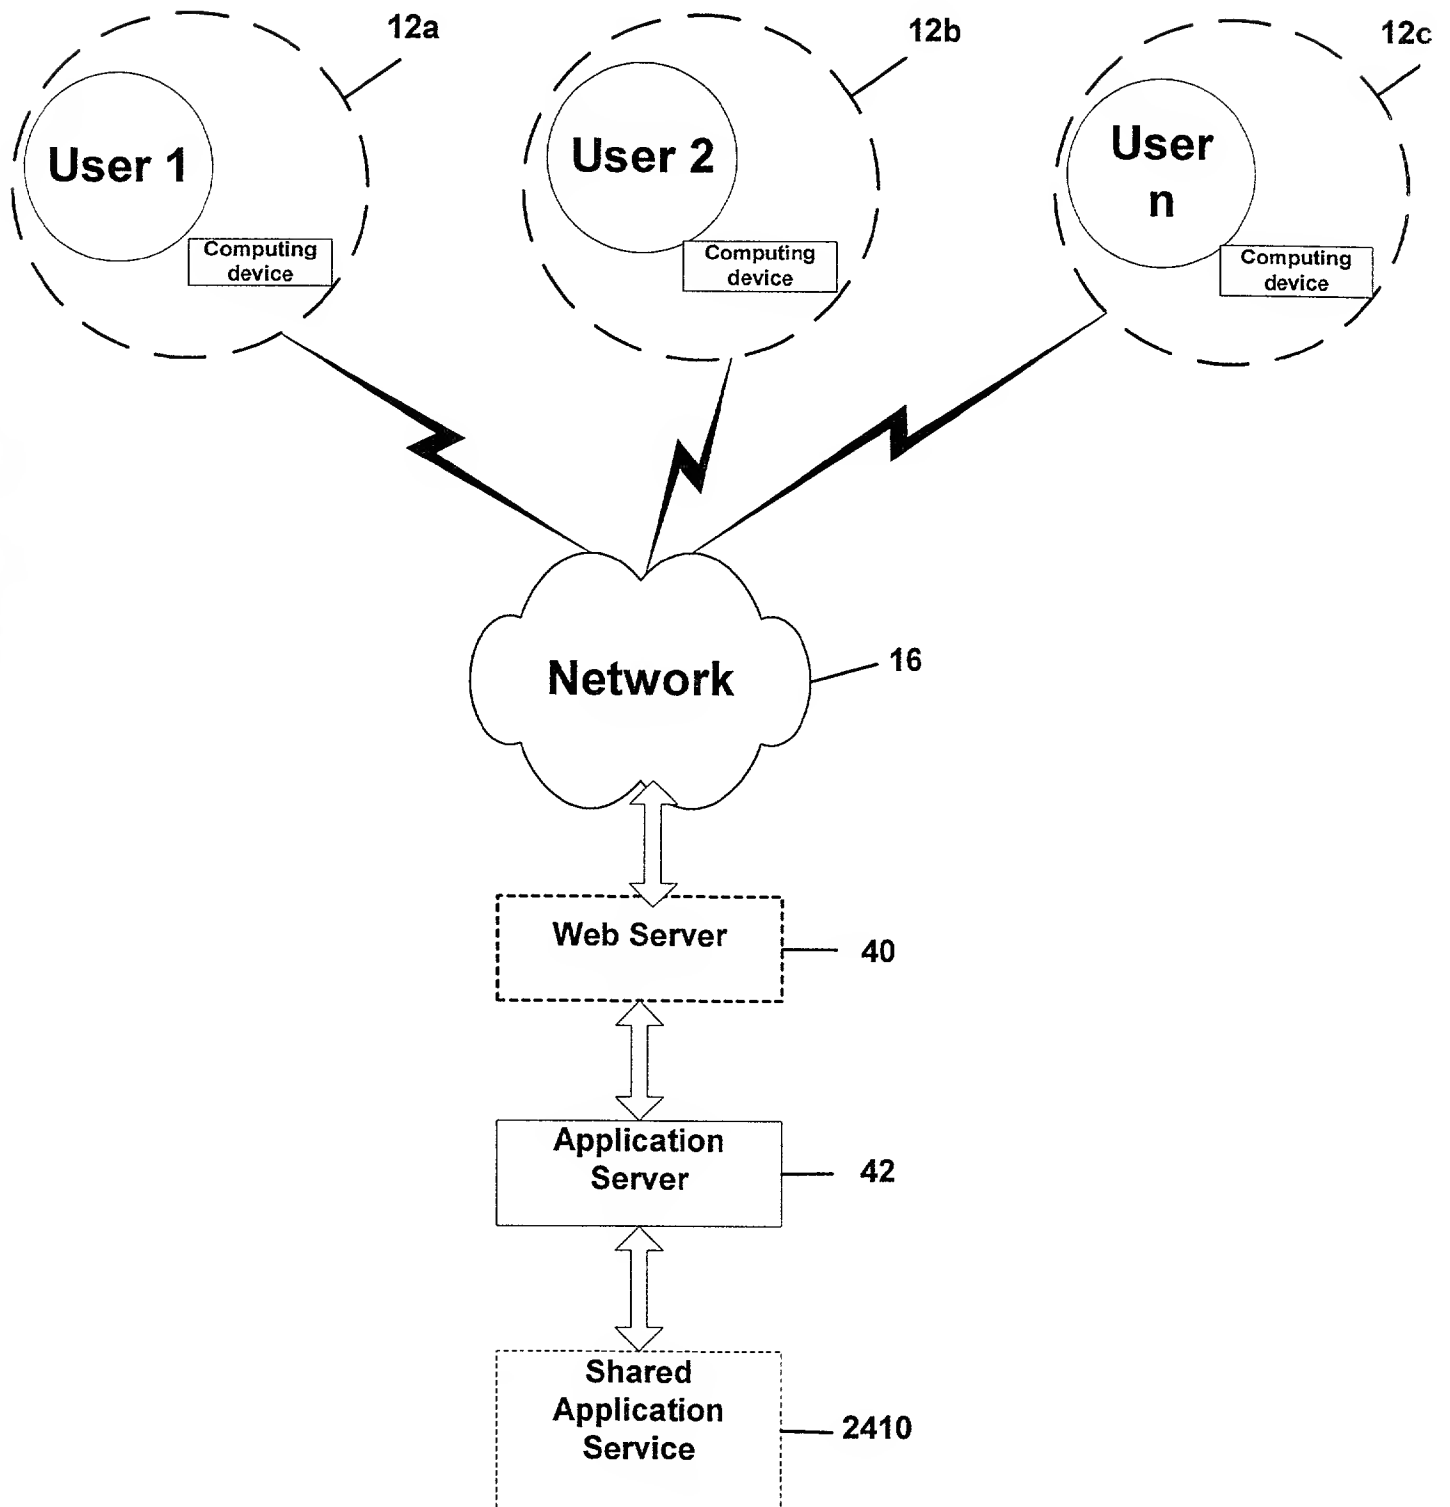 12a
12b
12c
User 1
User 2
User
n
Computing
device
Computing
device
Computing
device
Network
16
Web Server
40
Application
Server
42
Shared
Application
Service
2410